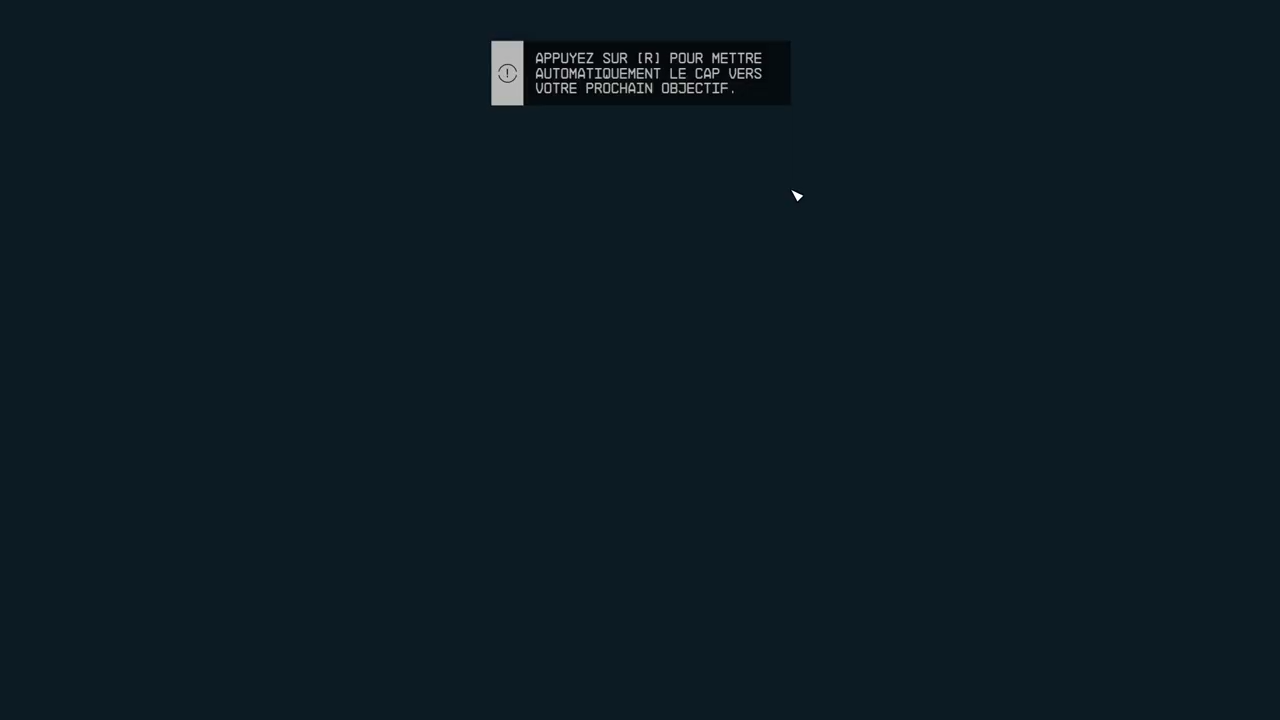 APPUYEZ SUR [R] POUR METTRE
AUTOMATIQUEMENT LE CAP VERS
VOTRE PROCHAIN OBJECTIF.